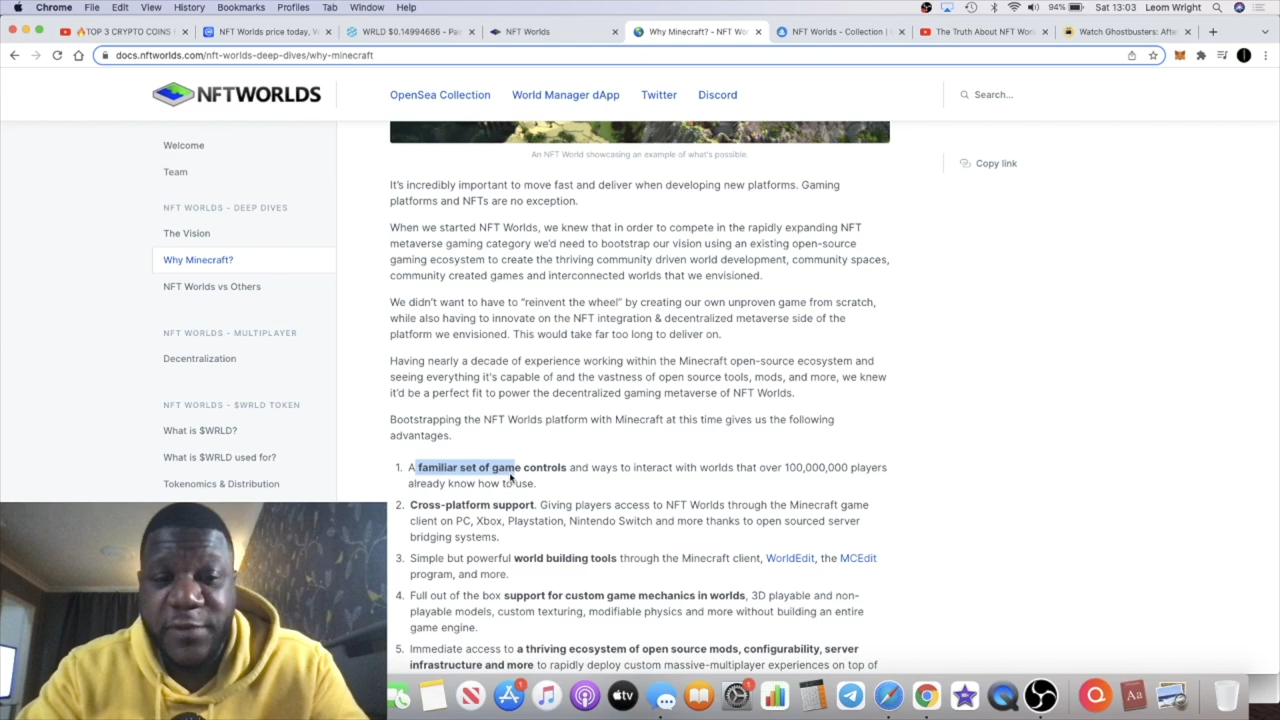 Chrome File Edit View History Bookmarks Profiles Tab Window Help 94% Sat 13:03 Leom Wright
TOP 3 CRYPTO COINS NFT Worlds price today, WRLD $0.14994686 - Pa NFT Worlds Why Minecraft? - NFT Wo NFT Worlds - Collection | The Truth About NFT Wor Watch Ghostbusters: Afte
docs.nftworlds.com/nft-worlds-deep-dives/why-minecraft
NFTWORLDS OpenSea Collection World Manager dApp Twitter Discord Search...
An NFT World showcasing an example of what's possible.
Copy link
Welcome
Team
NFT WORLDS - DEEP DIVES
The Vision
Why Minecraft?
NFT Worlds vs Others
NFT WORLDS - MULTIPLAYER
Decentralization
NFT WORLDS - $WRLD TOKEN
What is $WRLD?
What is $WRLD used for?
Tokenomics & Distribution
It's incredibly important to move fast and deliver when developing new platforms. Gaming
platforms and NFTs are no exception.
When we started NFT Worlds, we knew that in order to compete in the rapidly expanding NFT
metaverse gaming category we'd need to bootstrap our vision using an existing open-source
gaming ecosystem to create the thriving community driven world development, community spaces,
community created games and interconnected worlds that we envisioned.
We didn't want to have to "reinvent the wheel" by creating our own unproven game from scratch,
while also having to innovate on the NFT integration & decentralized metaverse side of the
platform we envisioned. This would take far too long to deliver on.
Having nearly a decade of experience working within the Minecraft open-source ecosystem and
seeing everything it's capable of and the vastness of open source tools, mods, and more, we knew
it'd be a perfect fit to power the decentralized gaming metaverse of NFT Worlds.
Bootstrapping the NFT Worlds platform with Minecraft at this time gives us the following
advantages.
1. A familiar set of game controls and ways to interact with worlds that over 100,000,000 players
already know how to use.
2. Cross-platform support. Giving players access to NFT Worlds through the Minecraft game
client on PC, Xbox, Playstation, Nintendo Switch and more thanks to open sourced server
bridging systems.
3. Simple but powerful world building tools through the Minecraft client, WorldEdit, the MCEdit
program, and more.
4. Full out of the box support for custom game mechanics in worlds, 3D playable and non-
playable models, custom texturing, modifiable physics and more without building an entire
game engine.
5. Immediate access to a thriving ecosystem of open source mods, configurability, server
infrastructure and more to rapidly deploy custom massive-multiplayer experiences on top of
tv
Aa